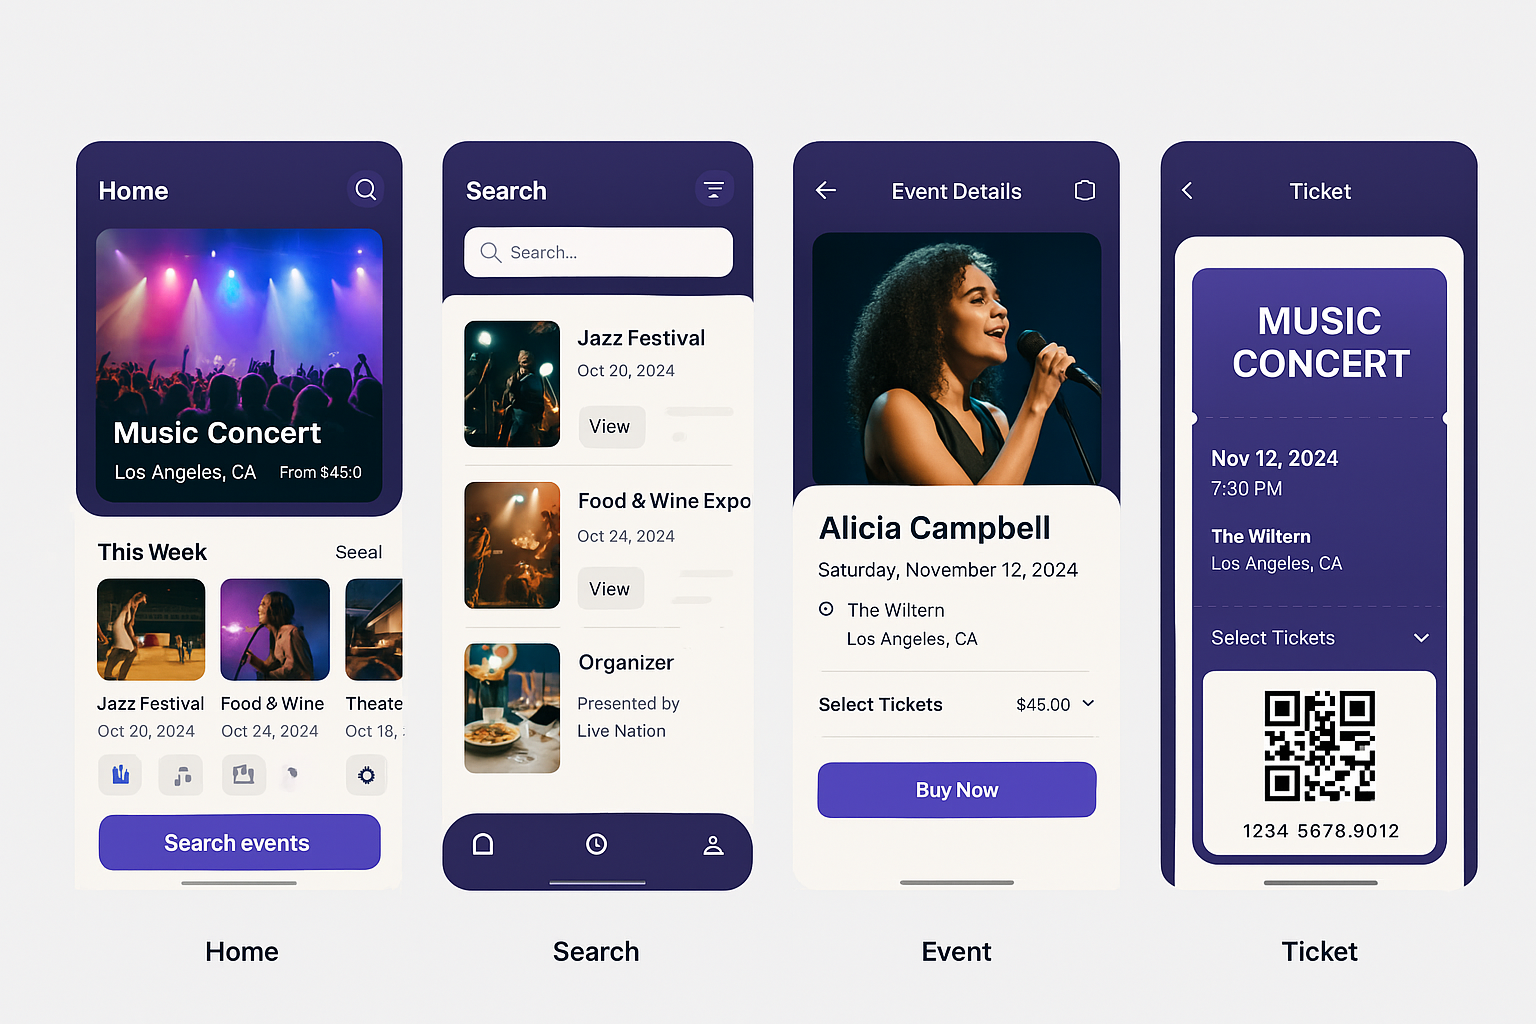 Home
Music Concert
Los Angeles, CA From $45:0
This Week Seeal
Jazz Festival Food & Wine Theate
Oct 20, 2024 Oct 24, 2024 Oct 18,
Search events
Home
Search
Search...
Jazz Festival
Oct 20, 2024
View
Food & Wine Expo
Oct 24, 2024
View
Organizer
Presented by
Live Nation
Search
Event Details
Alicia Campbell
Saturday, November 12, 2024
The Wiltern
Los Angeles, CA
Select Tickets $45.00
Buy Now
Event
Ticket
MUSIC
CONCERT
Nov 12, 2024
7:30 PM
The Wiltern
Los Angeles, CA
Select Tickets
1234 5678.9012
Ticket